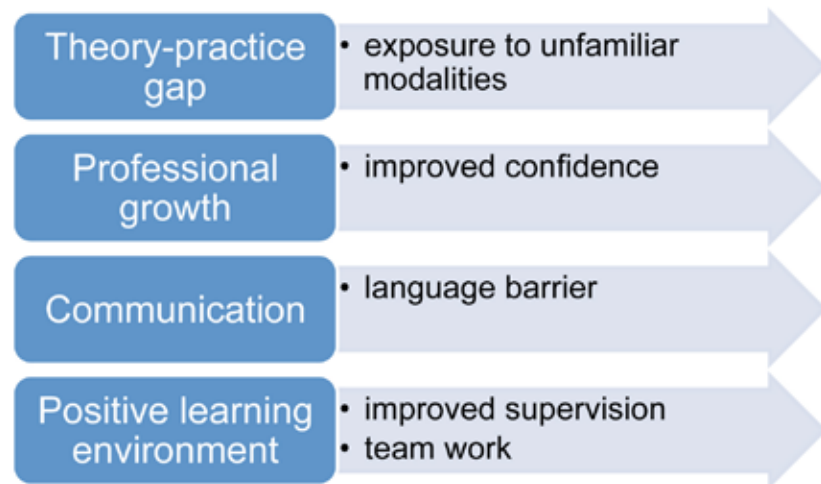 Theory-practice
gap
• exposure to unfamiliar
modalities
Professional
growth
• improved confidence
Communication
• language barrier
Positive learning
environment
• improved supervision
• team work